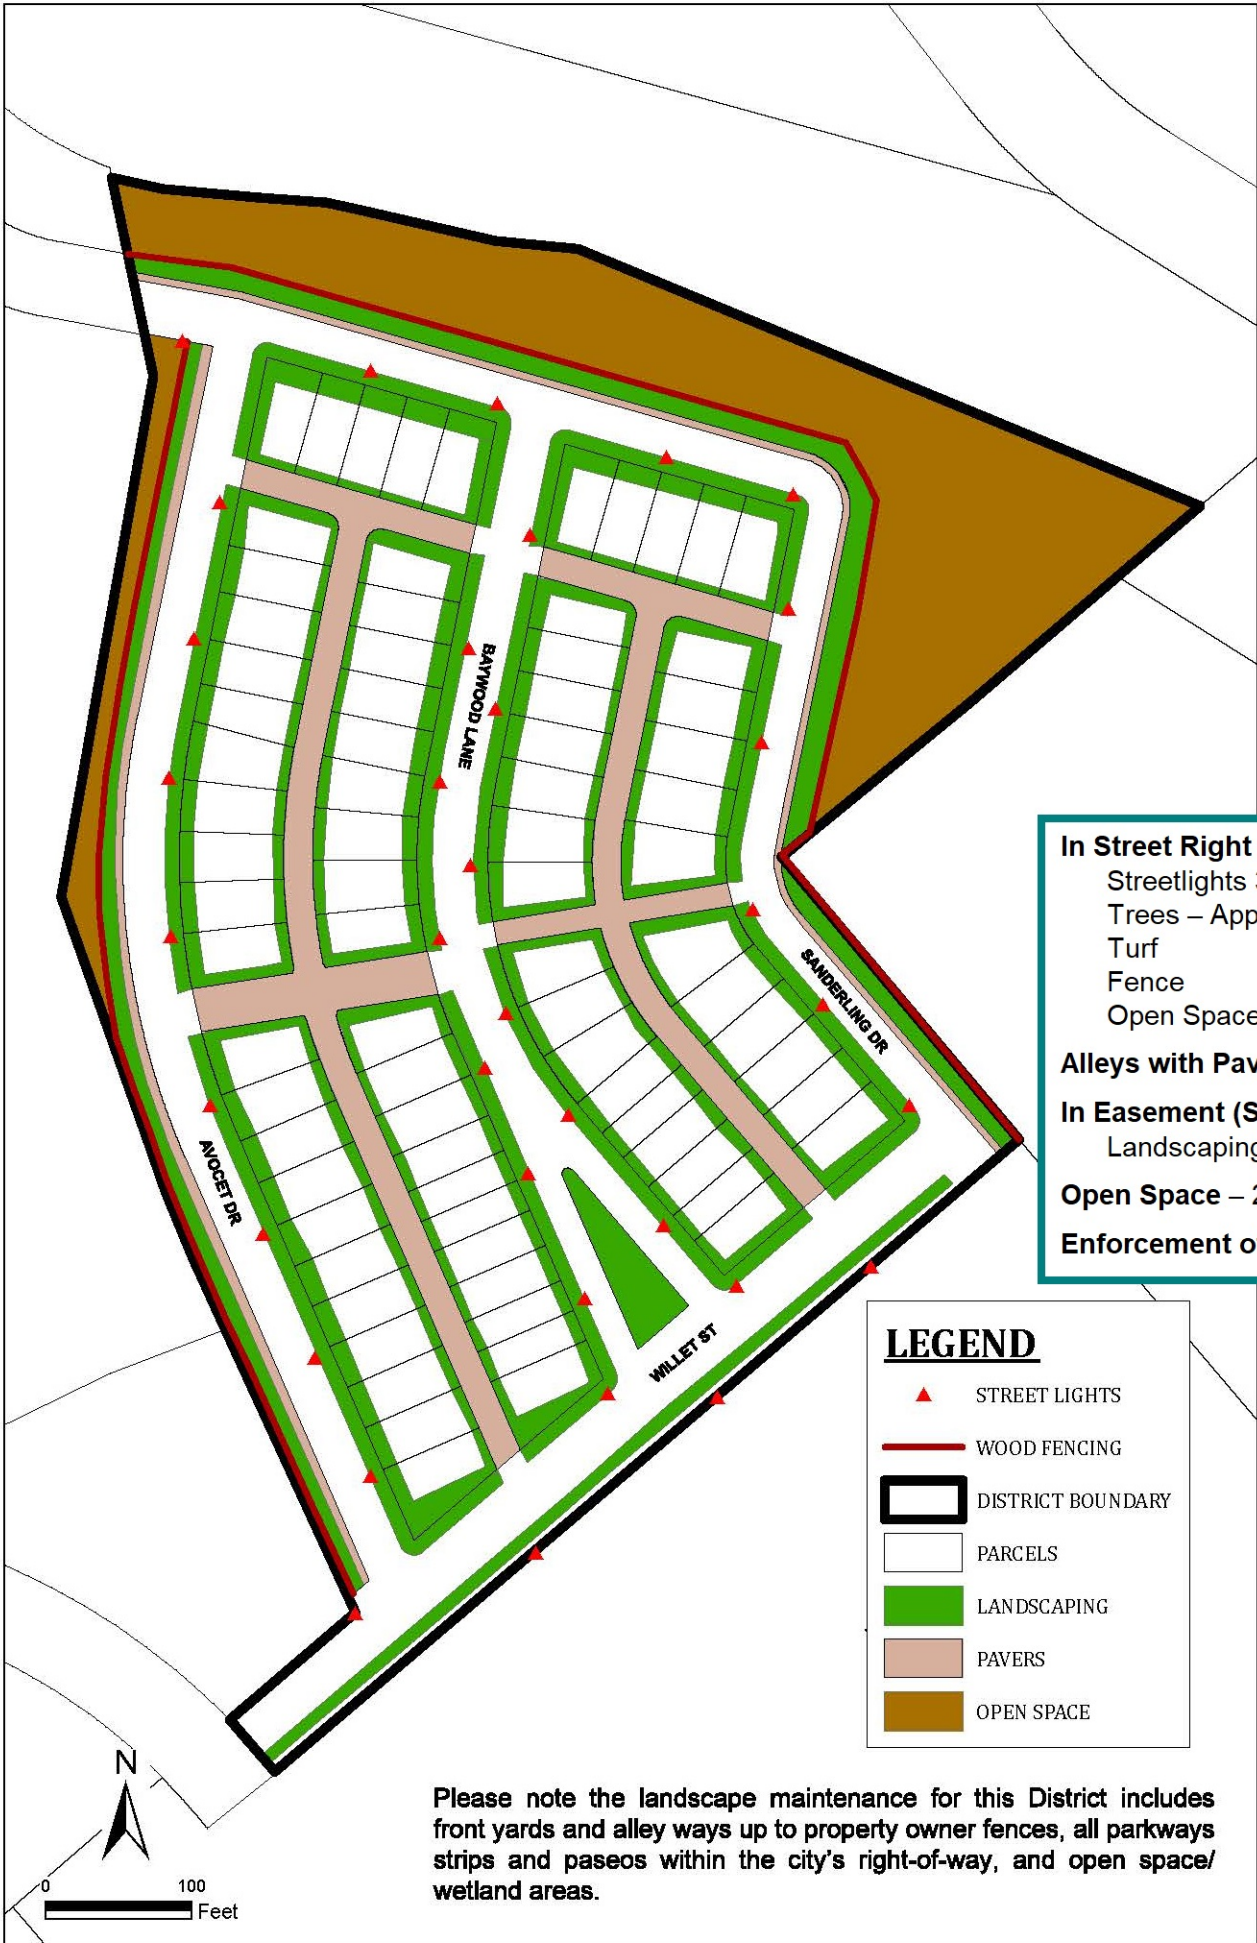 BAYWOOD LANE
SANDERLING DR
AVOCET DR
WILLET ST
In Street Right
Streetlights
Trees – App
Turf
Fence
Open Space
Alleys with Pav
In Easement (S
Landscaping
Open Space – 2
Enforcement o
LEGEND
STREET LIGHTS
WOOD FENCING
DISTRICT BOUNDARY
PARCELS
LANDSCAPING
PAVERS
OPEN SPACE
N
0 100
Feet
Please note the landscape maintenance for this District includes
front yards and alley ways up to property owner fences, all parkways
strips and paseos within the city's right-of-way, and open space/
wetland areas.